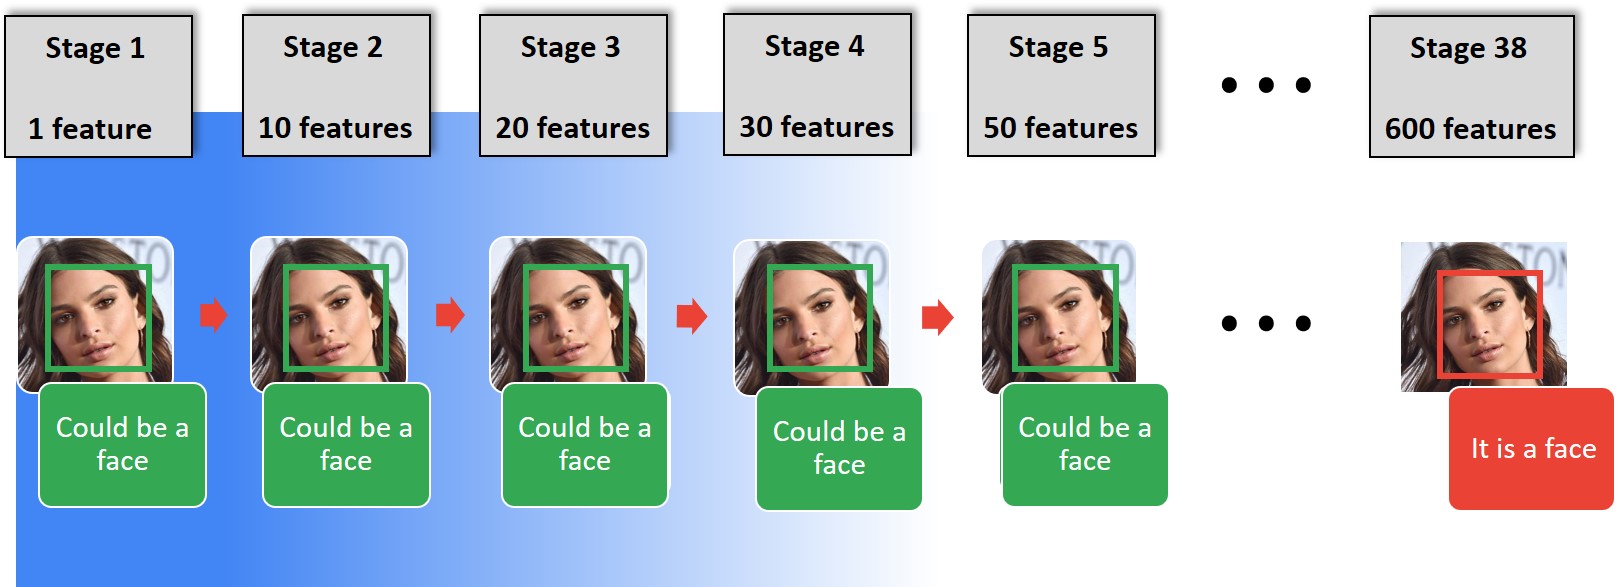 Stage 1
1 feature
Stage 2
10 features
Stage 3
20 features
Stage 4
30 features
Stage 5
50 features
Stage 38
600 features
Could be a
face
Could be a
face
Could be a
face
Could be a
face
Could be a
face
It is a face